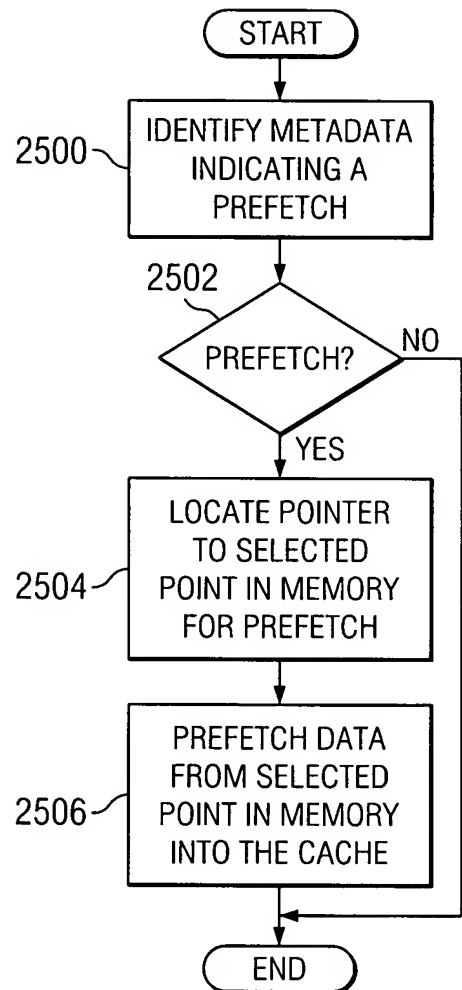 START
2500
IDENTIFY METADATA
INDICATING A
PREFETCH
2502
PREFETCH?
NO
YES
2504
LOCATE POINTER
TO SELECTED
POINT IN MEMORY
FOR PREFETCH
2506
PREFETCH DATA
FROM SELECTED
POINT IN MEMORY
INTO THE CACHE
END